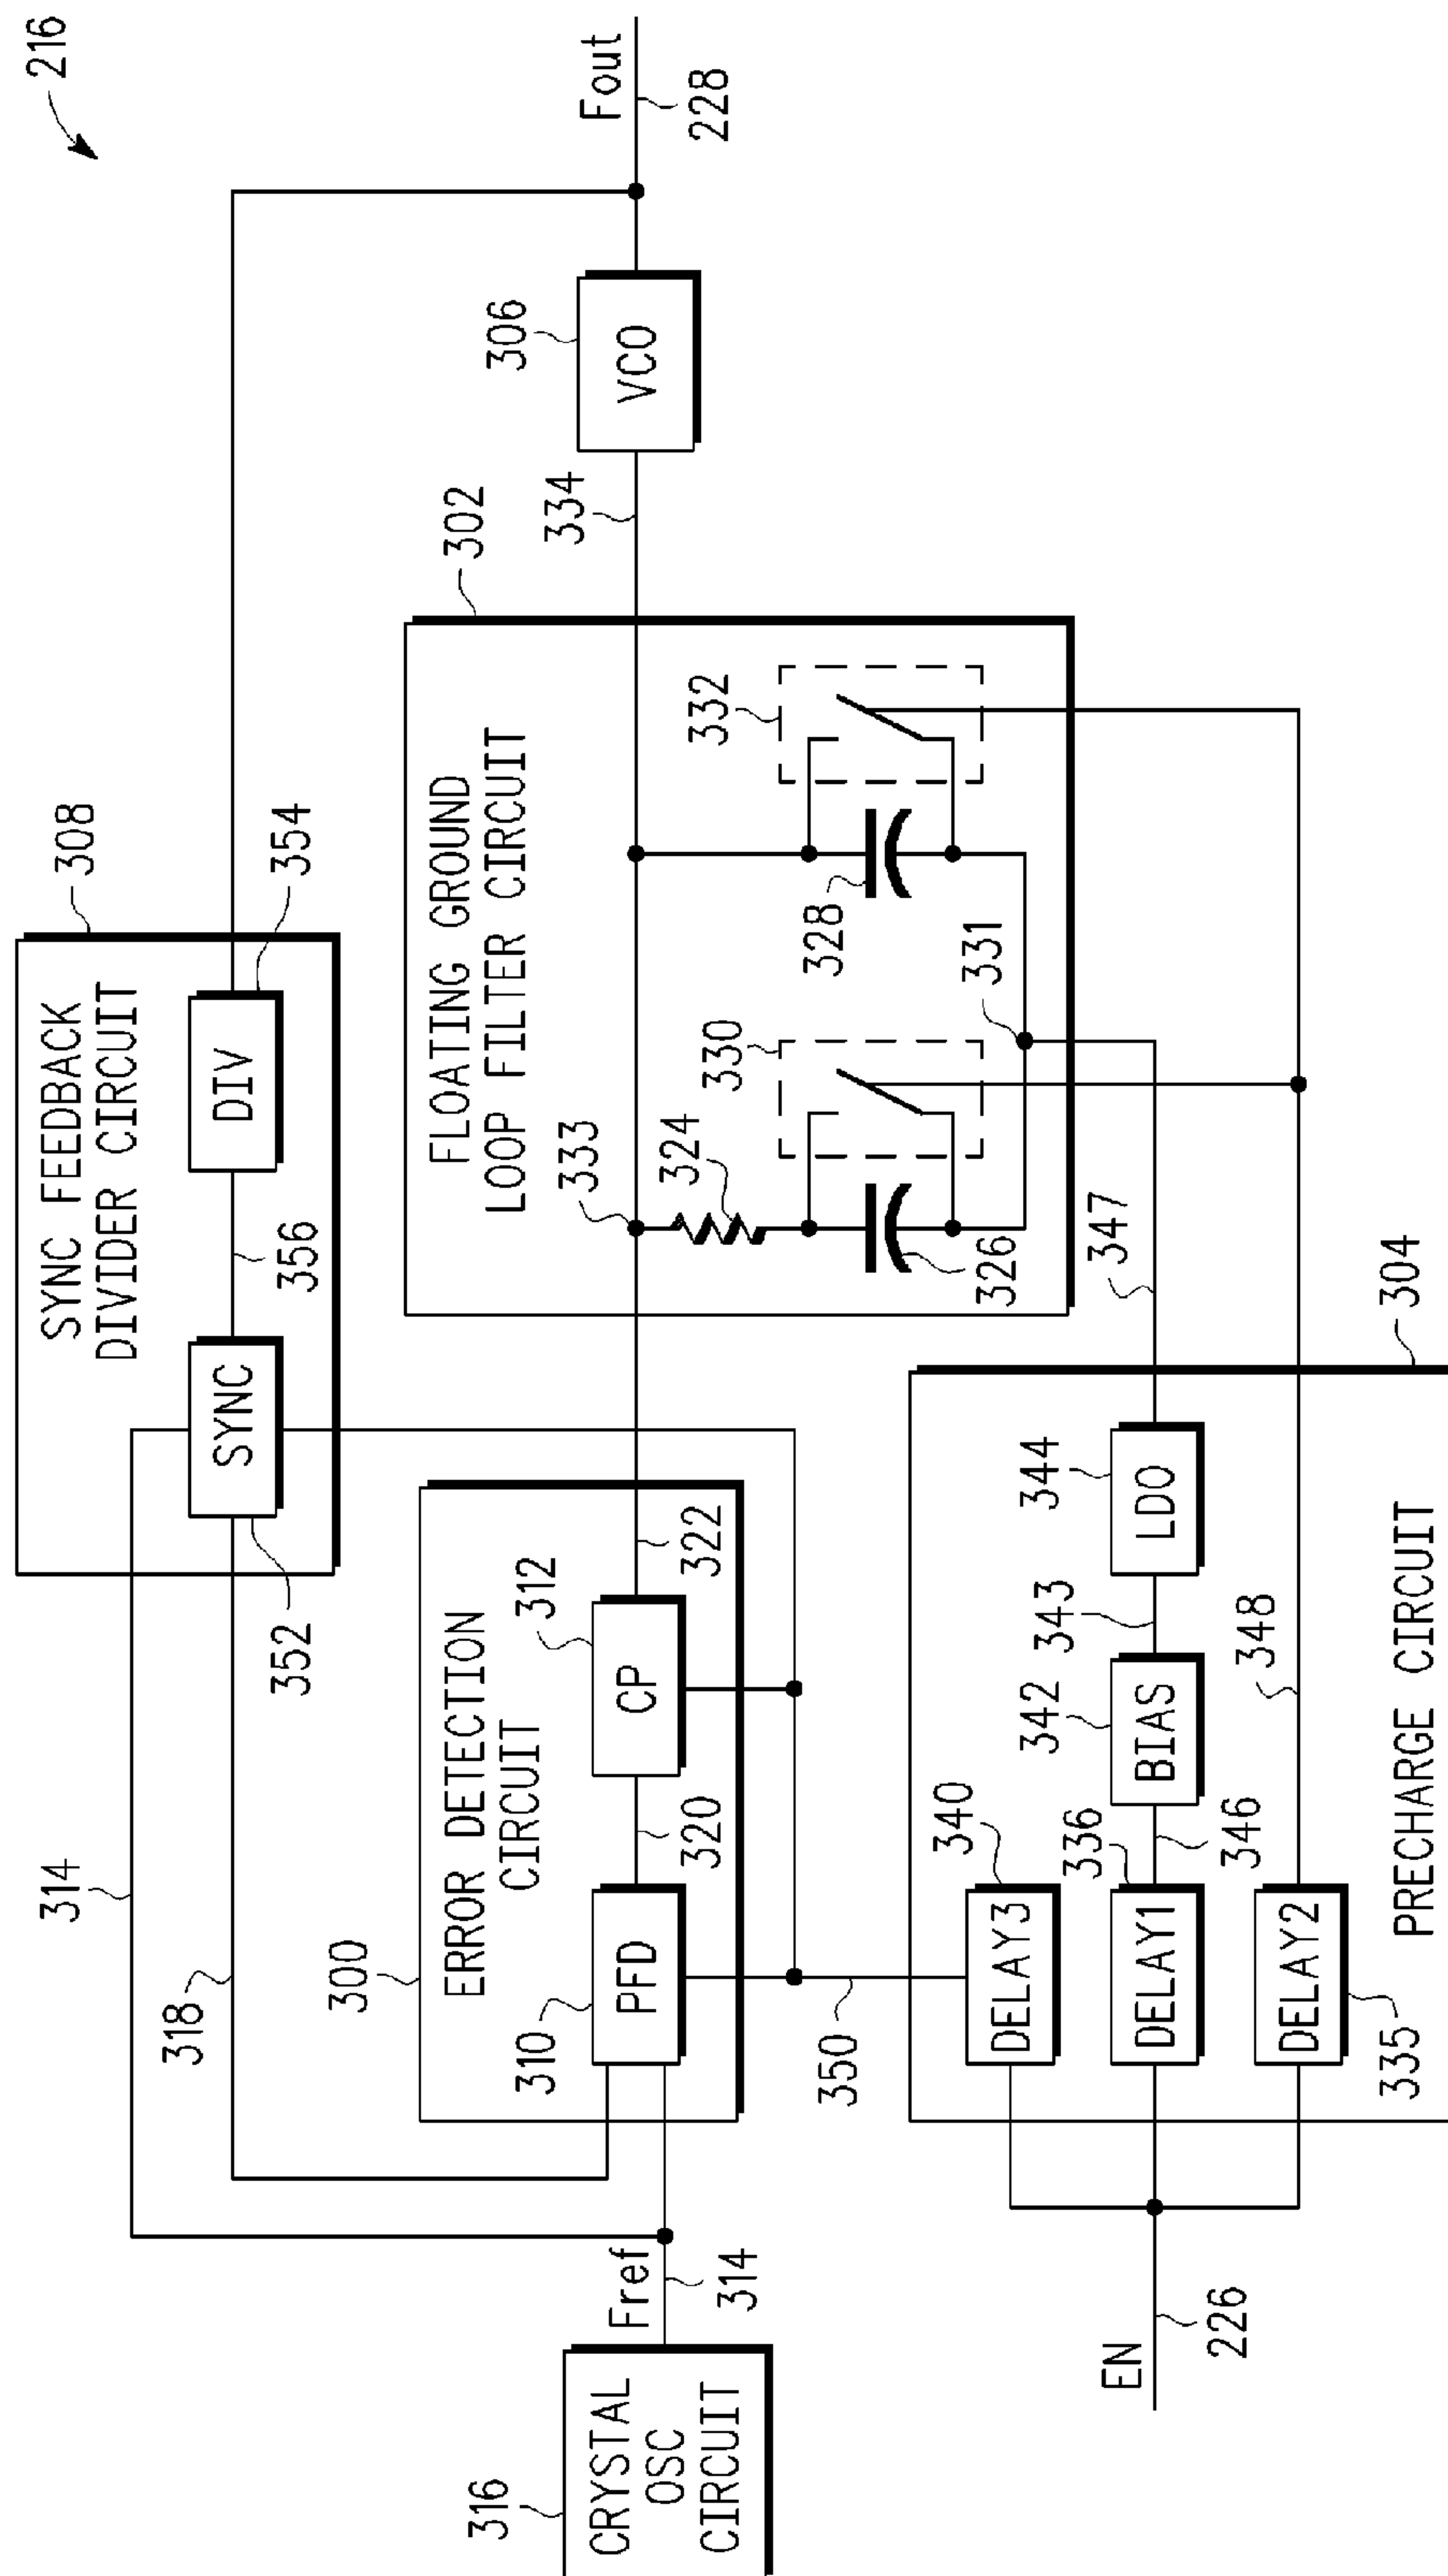 216
SYNC FEEDBACK
DIVIDER CIRCUIT
308
314
SYNC
352
356
DIV
354
318
300
ERROR DETECTION
CIRCUIT
310
PFD
320
312
CP
322
316
CRYSTAL
OSC
CIRCUIT
Fref
314
FLOATING GROUND
LOOP FILTER CIRCUIT
302
333
324
330
326
331
328
332
334
306
VCO
Fout
228
350
340
DELAY3
336
DELAY1
346
342
BIAS
343
344
LDO
347
304
EN
226
DELAY2
335
348
PRECHARGE CIRCUIT